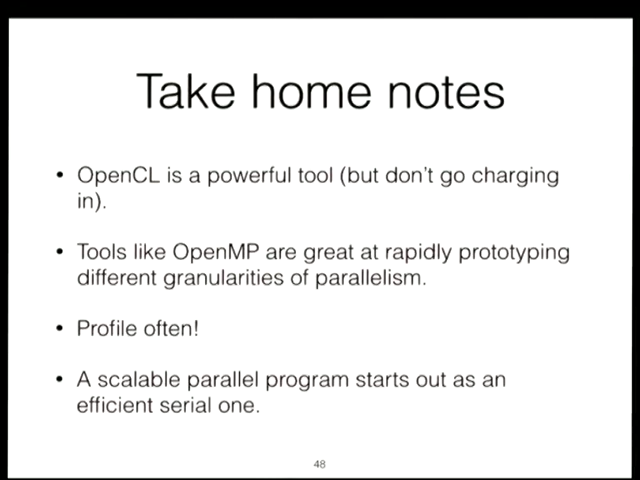 Take home notes
• OpenCL is a powerful tool (but don't go charging
in).
• Tools like OpenMP are great at rapidly prototyping
different granularities of parallelism.
• Profile often!
• A scalable parallel program starts out as an
efficient serial one.
48